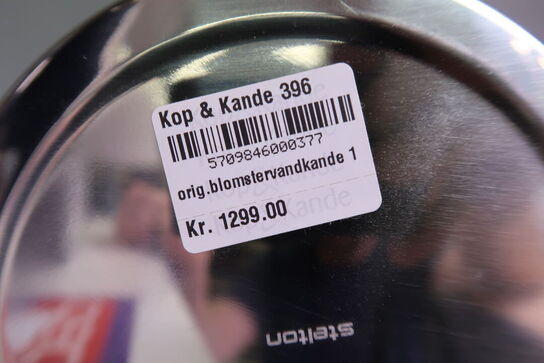 Kop & Kande 396
5709846000377
orig.blomstervandkande 1
Kr. 1299.00
stelton